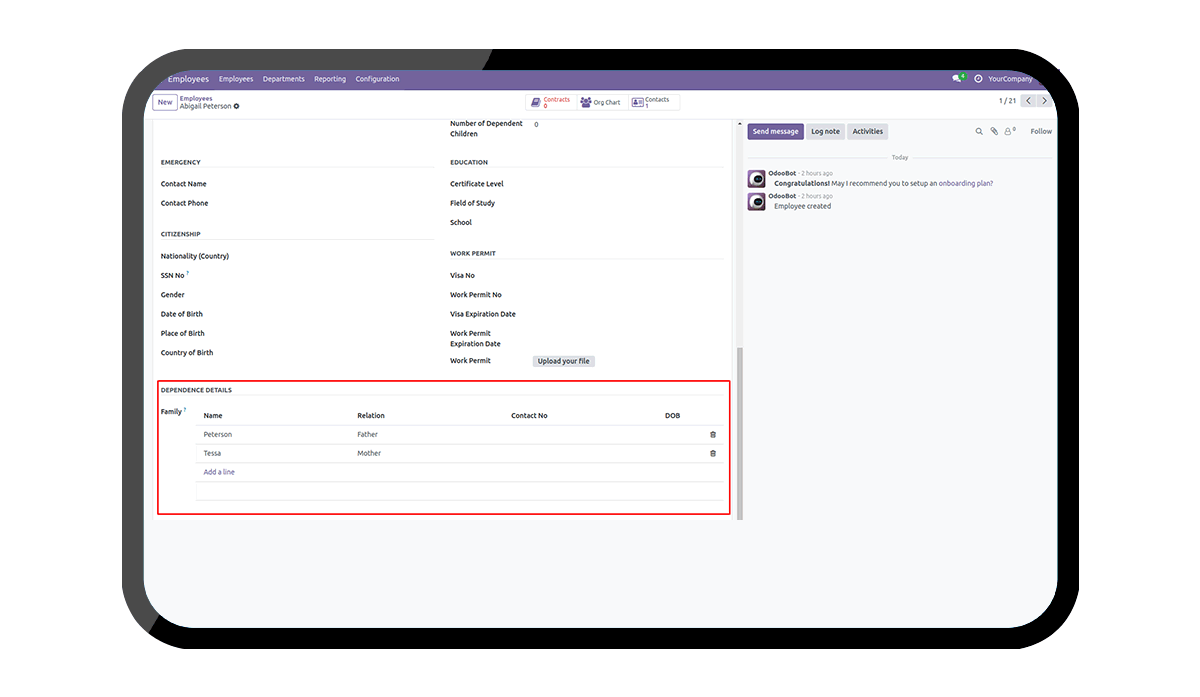 Employees Employees Departments Reporting Configuration 4 YourCompany
New Employees Contracts Org Chart Contacts 1 / 21
Abigail Peterson 0 1
Number of Dependent 0
Children
Send message Log note Activities 0 Follow
Today
OdooBot - 2 hours ago
Congratulations! May I recommend you to setup an onboarding plan?
OdooBot - 2 hours ago
Employee created
EMERGENCY
Contact Name
Contact Phone
EDUCATION
Certificate Level
Field of Study
School
CITIZENSHIP
Nationality (Country)
SSN No ?
Gender
Date of Birth
Place of Birth
Country of Birth
WORK PERMIT
Visa No
Work Permit No
Visa Expiration Date
Work Permit
Expiration Date
Work Permit Upload your file
DEPENDENCE DETAILS
Family ?
Name Relation Contact No DOB
Peterson Father
Tessa Mother
Add a line